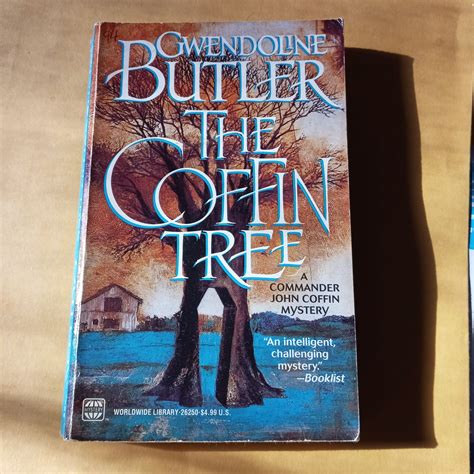 GWENDOLINE
BUTLER
THE
COFFIN
TREE
A
COMMANDER
JOHN COFFIN
MYSTERY
"An intelligent,
challenging
mystery."
—Booklist
MYSTERY
WORLDWIDE LIBRARY•26250•$4.99 U.S.